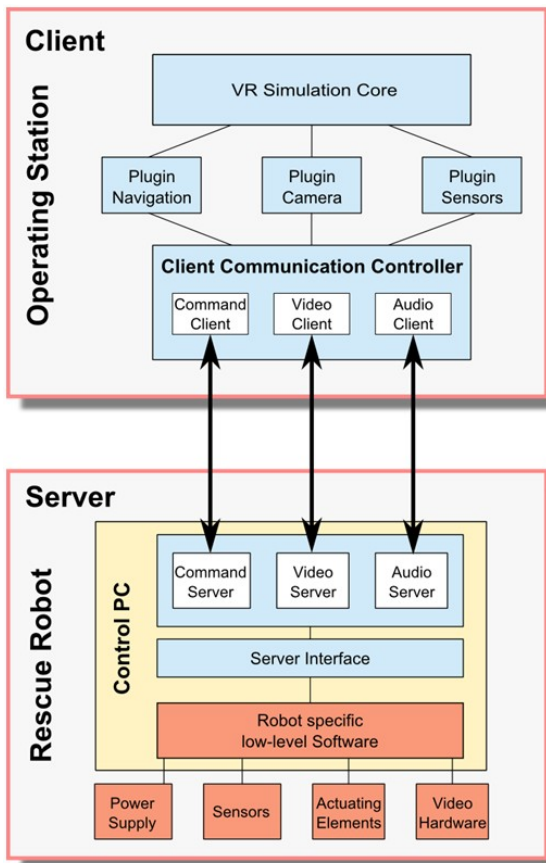 Client
Operating Station
VR Simulation Core
Plugin
Navigation
Plugin
Camera
Plugin
Sensors
Client Communication Controller
Command
Client
Video
Client
Audio
Client
Server
Rescue Robot
Control PC
Command
Server
Video
Server
Audio
Server
Server Interface
Robot specific
low-level Software
Power
Supply
Sensors
Actuating
Elements
Video
Hardware